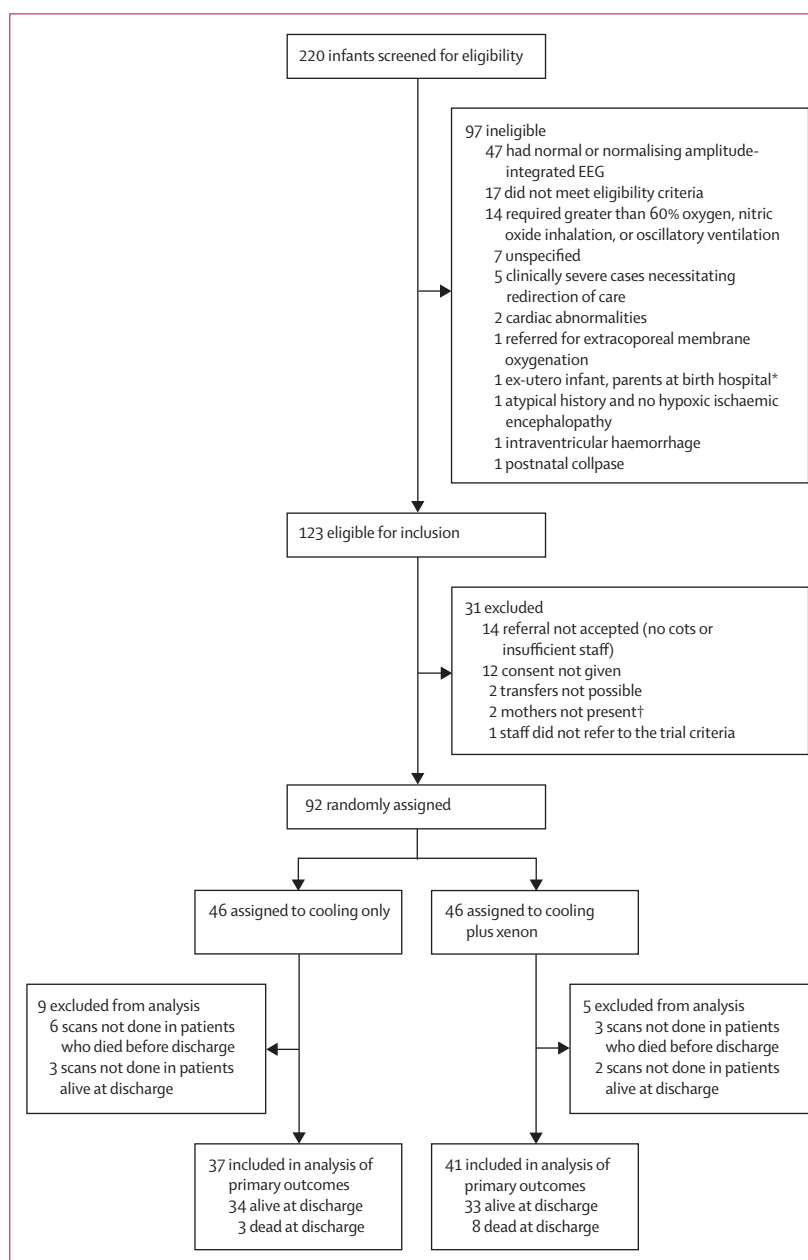 220 infants screened for eligibility
97 ineligible
47 had normal or normalising amplitude-
integrated EEG
17 did not meet eligibility criteria
14 required greater than 60% oxygen, nitric
oxide inhalation, or oscillatory ventilation
7 unspecified
5 clinically severe cases necessitating
redirection of care
2 cardiac abnormalities
1 referred for extracoporeal membrane
oxygenation
1 ex-utero infant, parents at birth hospital*
1 atypical history and no hypoxic ischaemic
encephalopathy
1 intraventricular haemorrhage
1 postnatal collpase
123 eligible for inclusion
31 excluded
14 referral not accepted (no cots or
insufficient staff)
12 consent not given
2 transfers not possible
2 mothers not present†
1 staff did not refer to the trial criteria
92 randomly assigned
46 assigned to cooling only
46 assigned to cooling
plus xenon
9 excluded from analysis
6 scans not done in patients
who died before discharge
3 scans not done in patients
alive at discharge
5 excluded from analysis
3 scans not done in patients
who died before discharge
2 scans not done in patients
alive at discharge
37 included in analysis of
primary outcomes
34 alive at discharge
3 dead at discharge
41 included in analysis of
primary outcomes
33 alive at discharge
8 dead at discharge